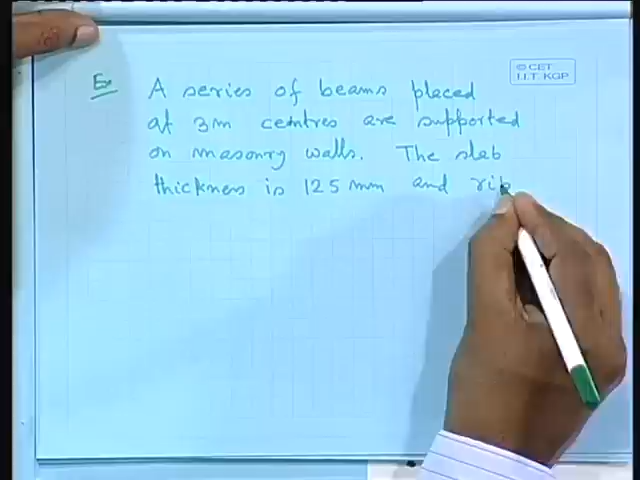 © CET
I.I.T. KGP
Ex A series of beams placed
at 3m centres are supported
on masonry walls. The slab
thickness is 125 mm and rib